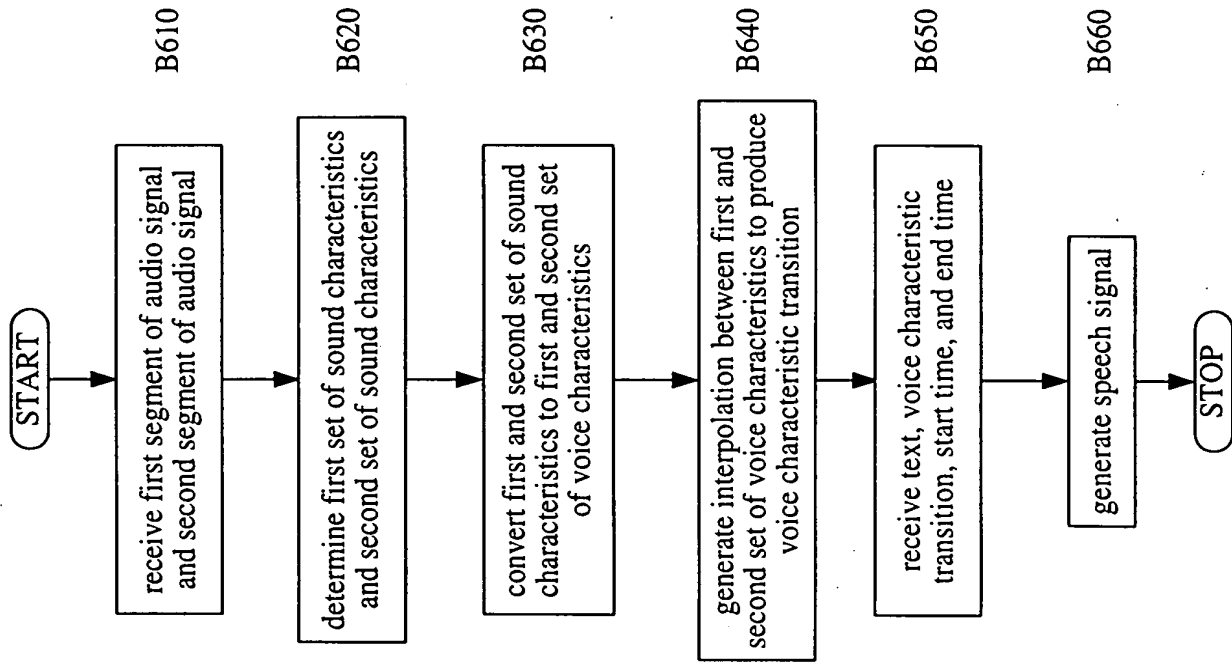 START
receive first segment of audio signal
and second segment of audio signal
B610
determine first set of sound characteristics
and second set of sound characteristics
B620
convert first and second set of sound
characteristics to first and second set
of voice characteristics
B630
generate interpolation between first and
second set of voice characteristics to produce
voice characteristic transition
B640
receive text, voice characteristic
transition, start time, and end time
B650
generate speech signal
B660
STOP